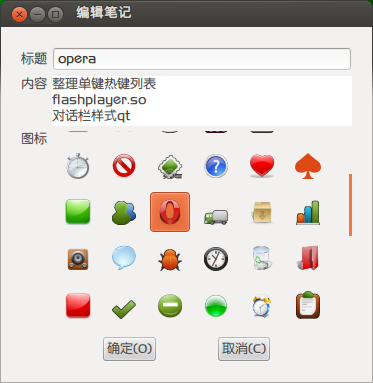 编辑笔记
标题 opera
内容 整理单键热键列表
flashplayer.so
对话栏样式qt
图标
确定(O) 取消(C)